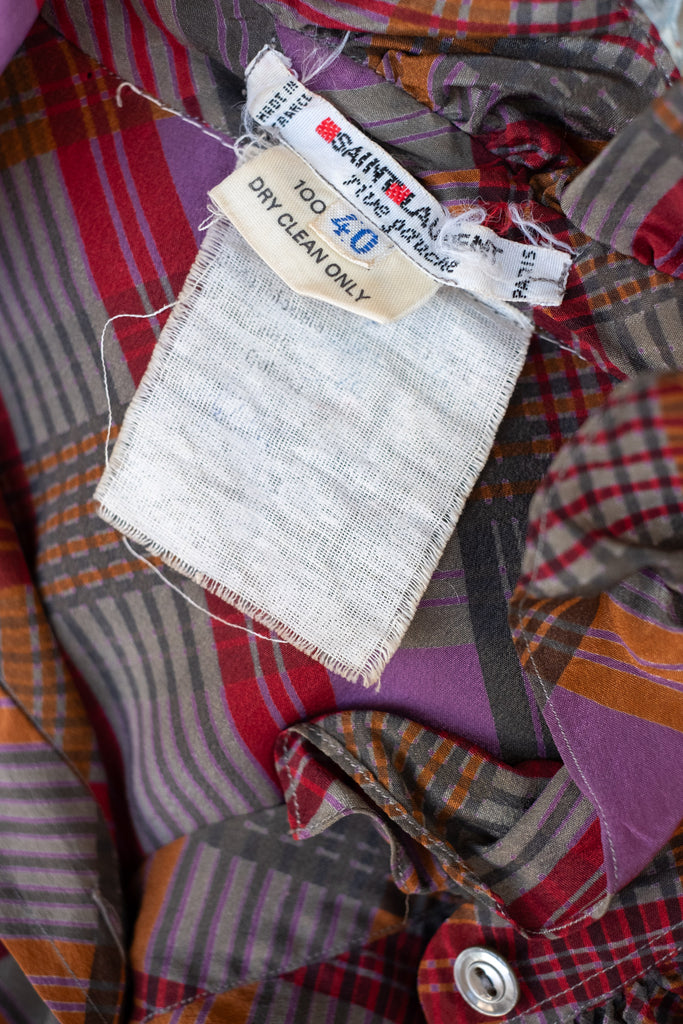 MADE IN
FRANCE
SAINT LAURENT
rive gauche
PARIS
100
40
DRY CLEAN ONLY